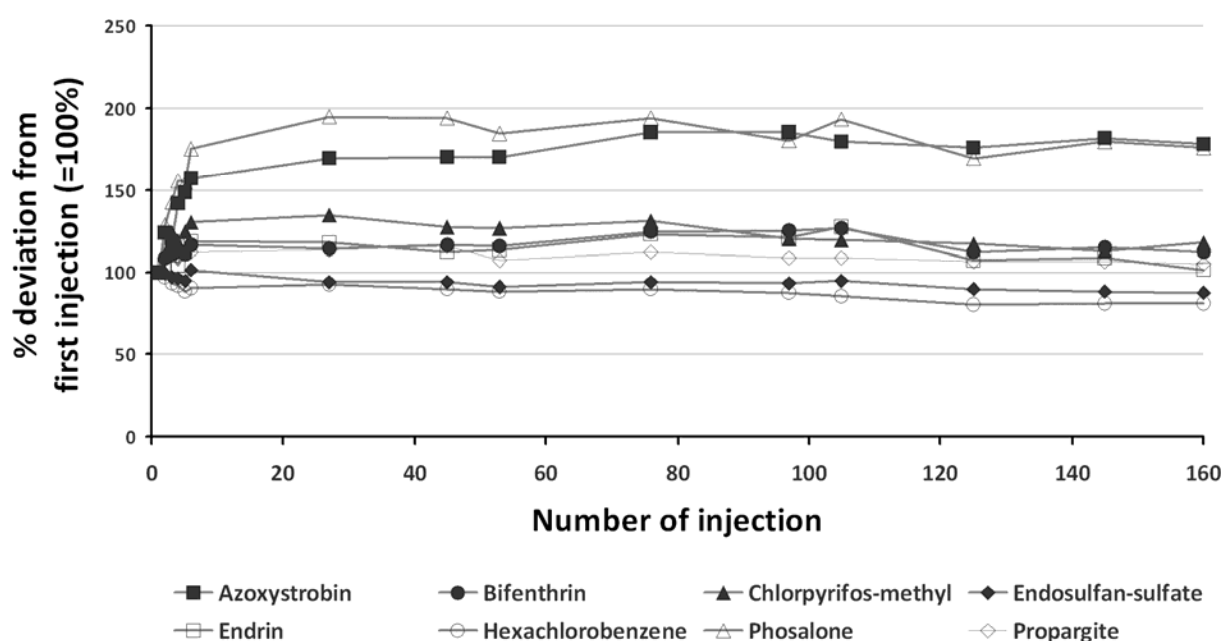 250
200
150
100
50
0
% deviation from
first injection (=100%)
0 20 40 60 80 100 120 140 160
Number of injection
Azoxystrobin Bifenthrin Chlorpyrifos-methyl Endosulfan-sulfate
Endrin Hexachlorobenzene Phosalone Propargite